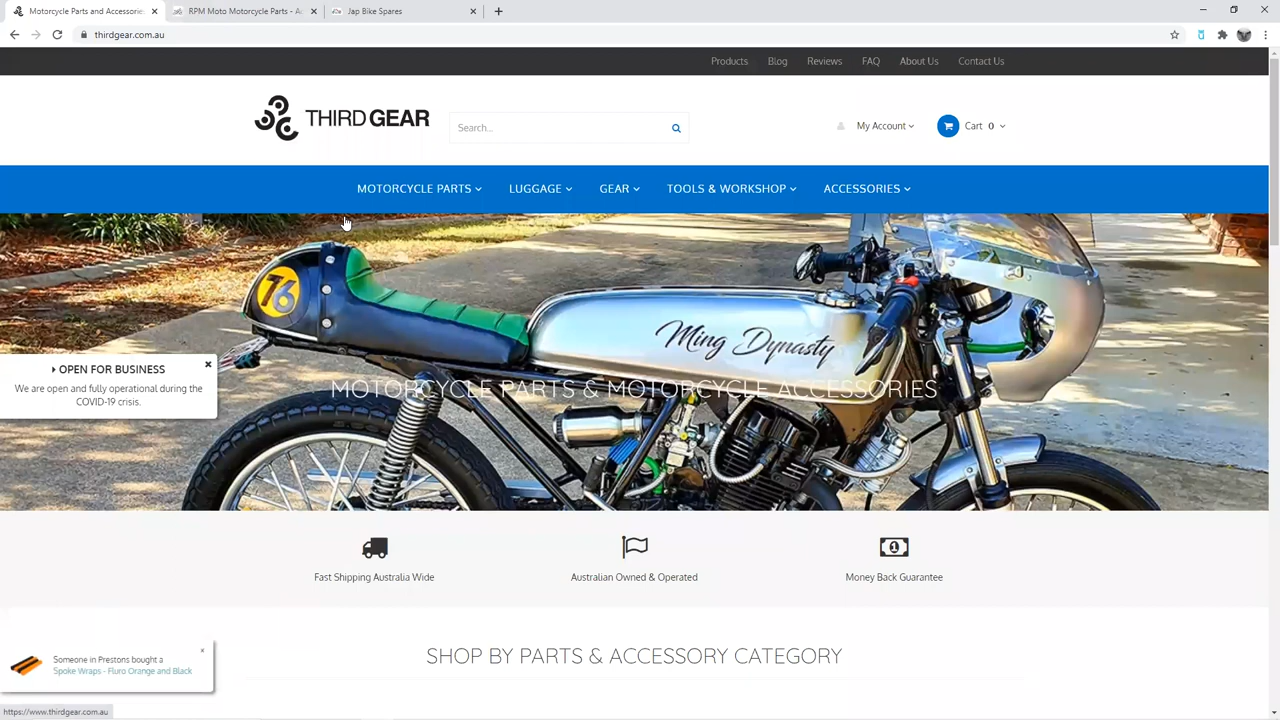 Motorcycle Parts and Accessories
RPM Moto Motorcycle Parts - Ac
Jap Bike Spares
thirdgear.com.au
Products Blog Reviews FAQ About Us Contact Us
THIRD GEAR
Search...
My Account
Cart 0
MOTORCYCLE PARTS LUGGAGE GEAR TOOLS & WORKSHOP ACCESSORIES
76
Ming Dynasty
MOTORCYCLE PARTS & MOTORCYCLE ACCESSORIES
OPEN FOR BUSINESS
We are open and fully operational during the
COVID-19 crisis.
Fast Shipping Australia Wide
Australian Owned & Operated
1
Money Back Guarantee
SHOP BY PARTS & ACCESSORY CATEGORY
Someone in Prestons bought a
Spoke Wraps - Fluro Orange and Black
https://www.thirdgear.com.au